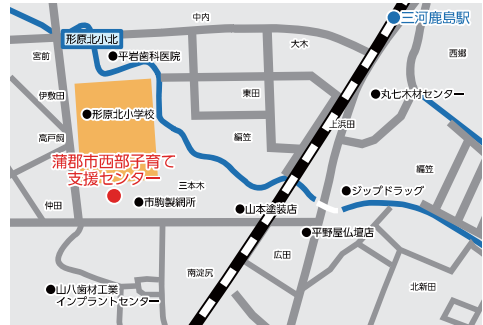 中内
三河鹿島駅
形原北小北
大木
宮前
平岩歯科医院
西郷
伊敷田
東田
丸七木材センター
形原北小学校
上浜田
高戸飼
編笠
蒲郡市西部子育て
支援センター
編笠
三本木
ジップドラッグ
仲田
市駒製網所
山本塗装店
平野屋仏壇店
広田
南淀尻
北新田
山八歯材工業
インプラントセンター